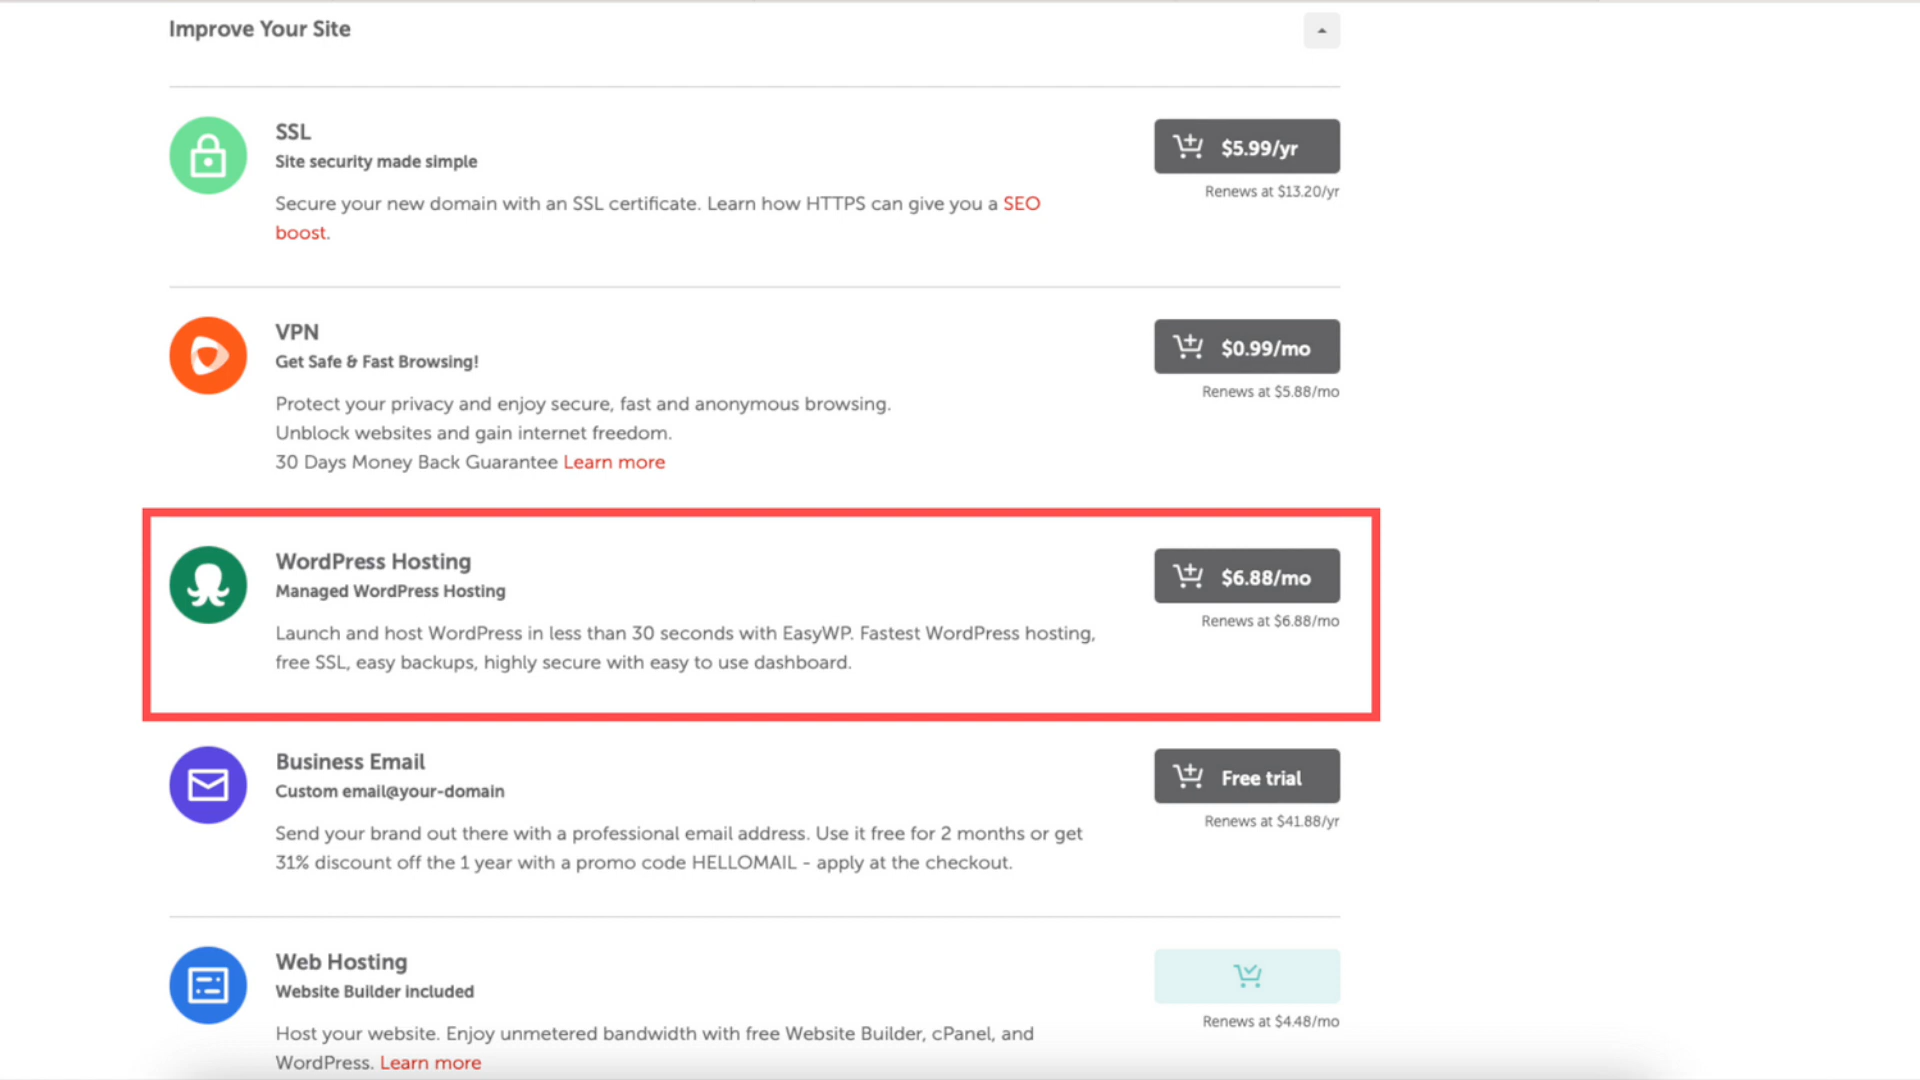 Improve Your Site
SSL
Site security made simple
$5.99/yr
Renews at $13.20/yr
Secure your new domain with an SSL certificate. Learn how HTTPS can give you a SEO
boost.
VPN
Get Safe & Fast Browsing!
$0.99/mo
Renews at $5.88/mo
Protect your privacy and enjoy secure, fast and anonymous browsing.
Unblock websites and gain internet freedom.
30 Days Money Back Guarantee Learn more
WordPress Hosting
Managed WordPress Hosting
$6.88/mo
Renews at $6.88/mo
Launch and host WordPress in less than 30 seconds with EasyWP. Fastest WordPress hosting,
free SSL, easy backups, highly secure with easy to use dashboard.
Business Email
Custom email@your-domain
Free trial
Renews at $41.88/yr
Send your brand out there with a professional email address. Use it free for 2 months or get
31% discount off the 1 year with a promo code HELLOMAIL - apply at the checkout.
Web Hosting
Website Builder included
Renews at $4.48/mo
Host your website. Enjoy unmetered bandwidth with free Website Builder, cPanel, and
WordPress. Learn more